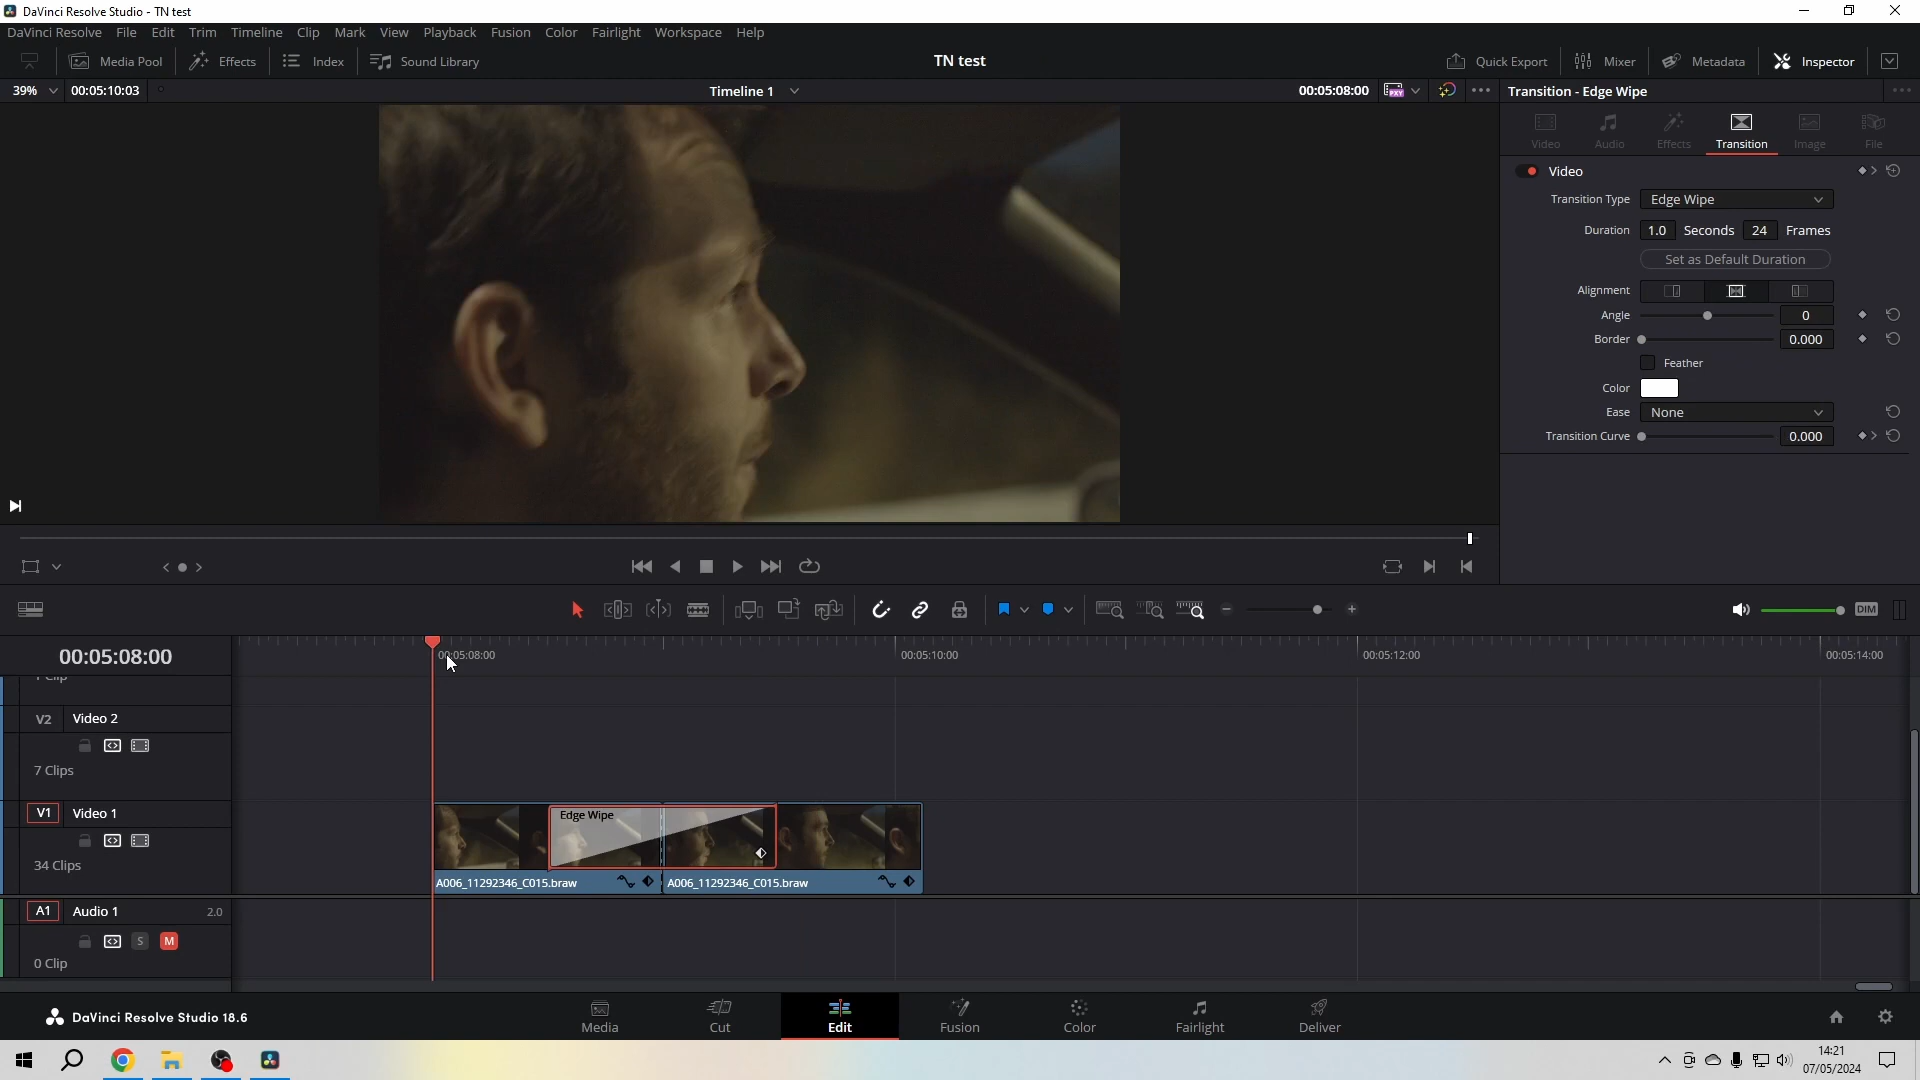 DaVinci Resolve Studio - TN test
DaVinci Resolve File Edit Trim Timeline Clip Mark View Playback Fusion Color Fairlight Workspace Help
Media Pool Effects Index Sound Library TN test Quick Export Mixer Metadata Inspector
39% 00:05:10:03 Timeline 1 00:05:08:00 PXY Transition - Edge Wipe
Video Audio Effects Transition Image File
Video
Transition Type Edge Wipe
Duration 1.0 Seconds 24 Frames
Set as Default Duration
Alignment
Angle 0
Border 0.000
Feather
Color
Ease None
Transition Curve 0.000
DIM
00:05:08:00 00:05:08:00 00:05:10:00 00:05:12:00 00:05:14:00
1 Clip
V2 Video 2
7 Clips
V1 Video 1 Edge Wipe
34 Clips
A006_11292346_C015.braw A006_11292346_C015.braw
A1 Audio 1 2.0
S M
0 Clip
DaVinci Resolve Studio 18.6 Media Cut Edit Fusion Color Fairlight Deliver
14:21
07/05/2024